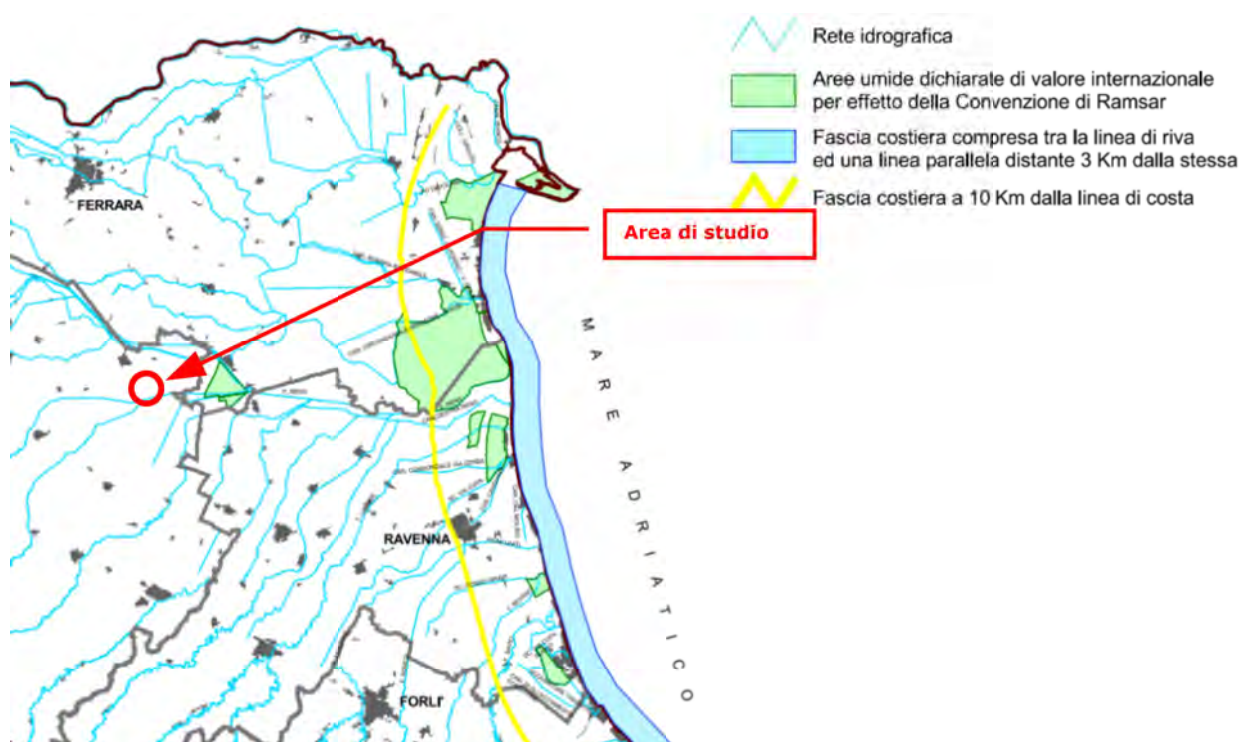 Rete idrografica
Aree umide dichiarate di valore internazionale
per effetto della Convenzione di Ramsar
Fascia costiera compresa tra la linea di riva
ed una linea parallela distante 3 Km dalla stessa
Fascia costiera a 10 Km dalla linea di costa
Area di studio
FERRARA
MARE ADRIATICO
RAVENNA
FORLI'